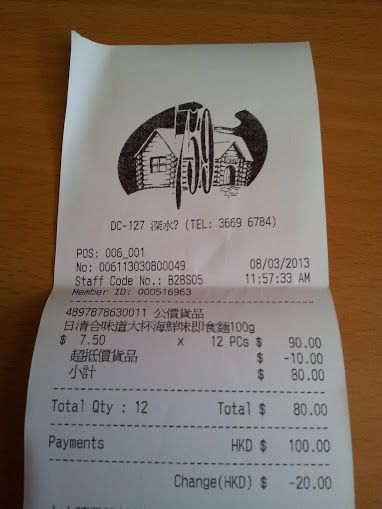 759
DC-127 深水? (TEL: 3669 6784)
POS: 006_001
No: 006113030800049 08/03/2013
Staff Code No.: B2BS05 11:57:33 AM
Member ID: 000516963
4897878630011 公價貨品
日清合味道大杯海鮮味即食麵100g
$ 7.50 x 12 PCs $ 90.00
超抵價貨品 $ -10.00
小計 $ 80.00
Total Qty : 12 Total $ 80.00
Payments HKD $ 100.00
Change(HKD) $ -20.00